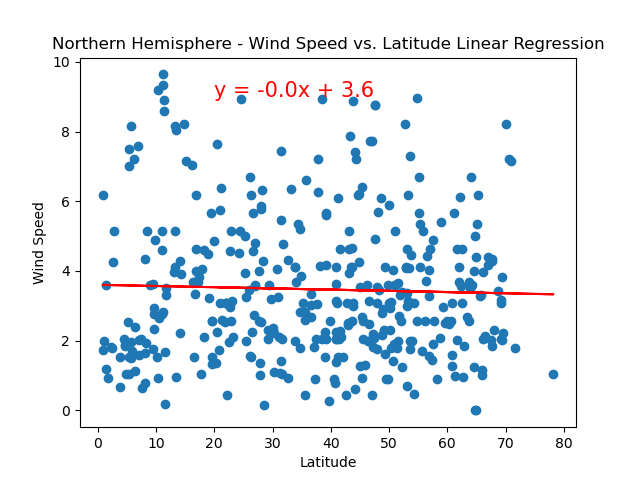 Northern Hemisphere - Wind Speed vs. Latitude Linear Regression
10
y = -0.0x + 3.6
8
6
Wind Speed
4
2
0
0 10 20 30 40 50 60 70 80
Latitude